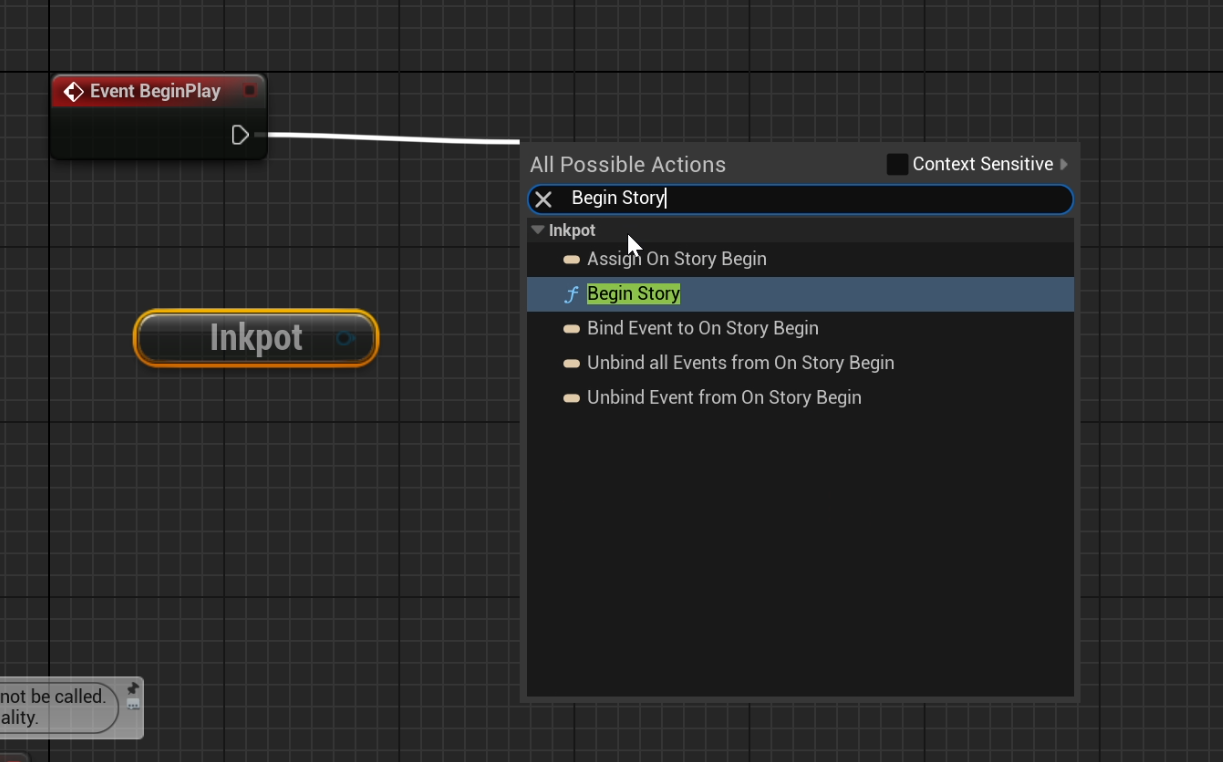 Event BeginPlay
All Possible Actions
Context Sensitive
Begin Story
Inkpot
Assign On Story Begin
Begin Story
Bind Event to On Story Begin
Unbind all Events from On Story Begin
Unbind Event from On Story Begin
Inkpot
not be called.
ality.